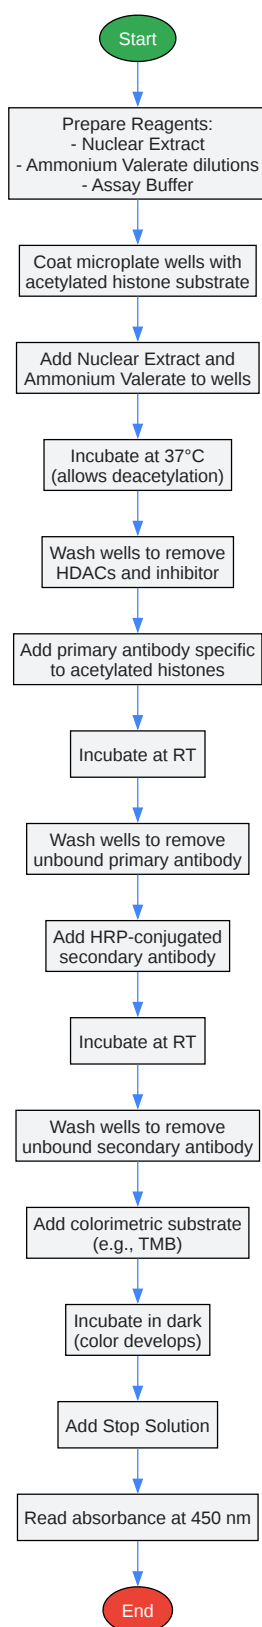 Start
Prepare Reagents:
- Nuclear Extract
- Ammonium Valerate dilutions
- Assay Buffer
Coat microplate wells with
acetylated histone substrate
Add Nuclear Extract and
Ammonium Valerate to wells
Incubate at 37°C
(allows deacetylation)
Wash wells to remove
HDACs and inhibitor
Add primary antibody specific
to acetylated histones
Incubate at RT
Wash wells to remove
unbound primary antibody
Add HRP-conjugated
secondary antibody
Incubate at RT
Wash wells to remove
unbound secondary antibody
Add colorimetric substrate
(e.g., TMB)
Incubate in dark
(color develops)
Add Stop Solution
Read absorbance at 450 nm
End